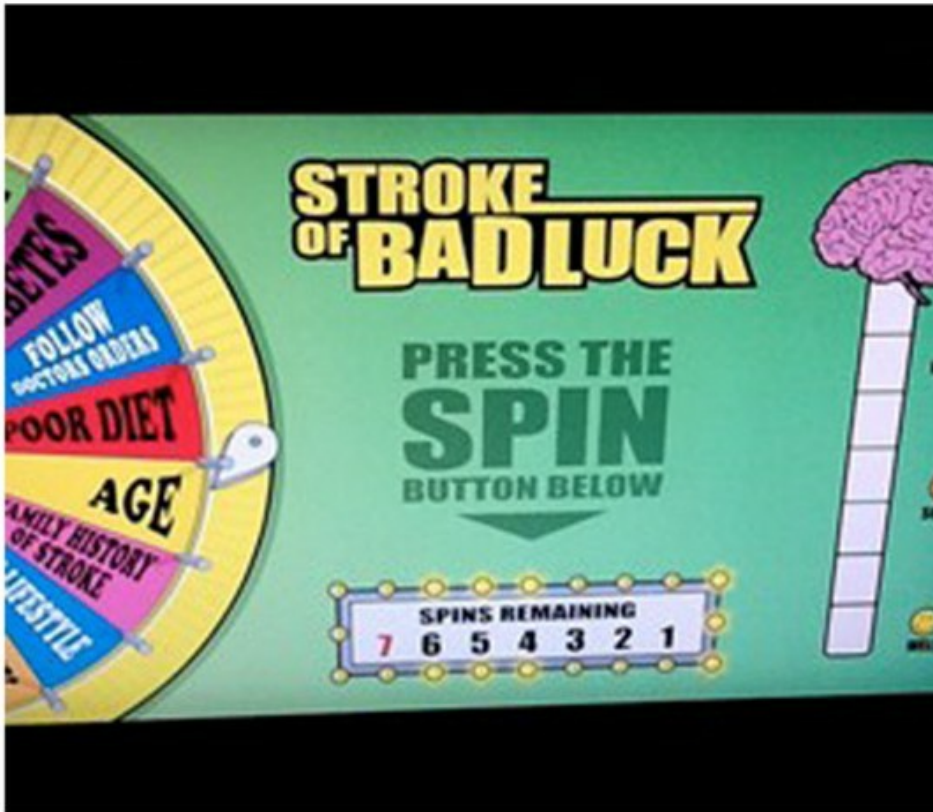 BETES
FOLLOW
DOCTORS ORDERS
POOR DIET
AGE
FAMILY HISTORY
OF STROKE
LIFESTYLE
STROKE
OF BAD LUCK
PRESS THE
SPIN
BUTTON BELOW
SPINS REMAINING
7 6 5 4 3 2 1